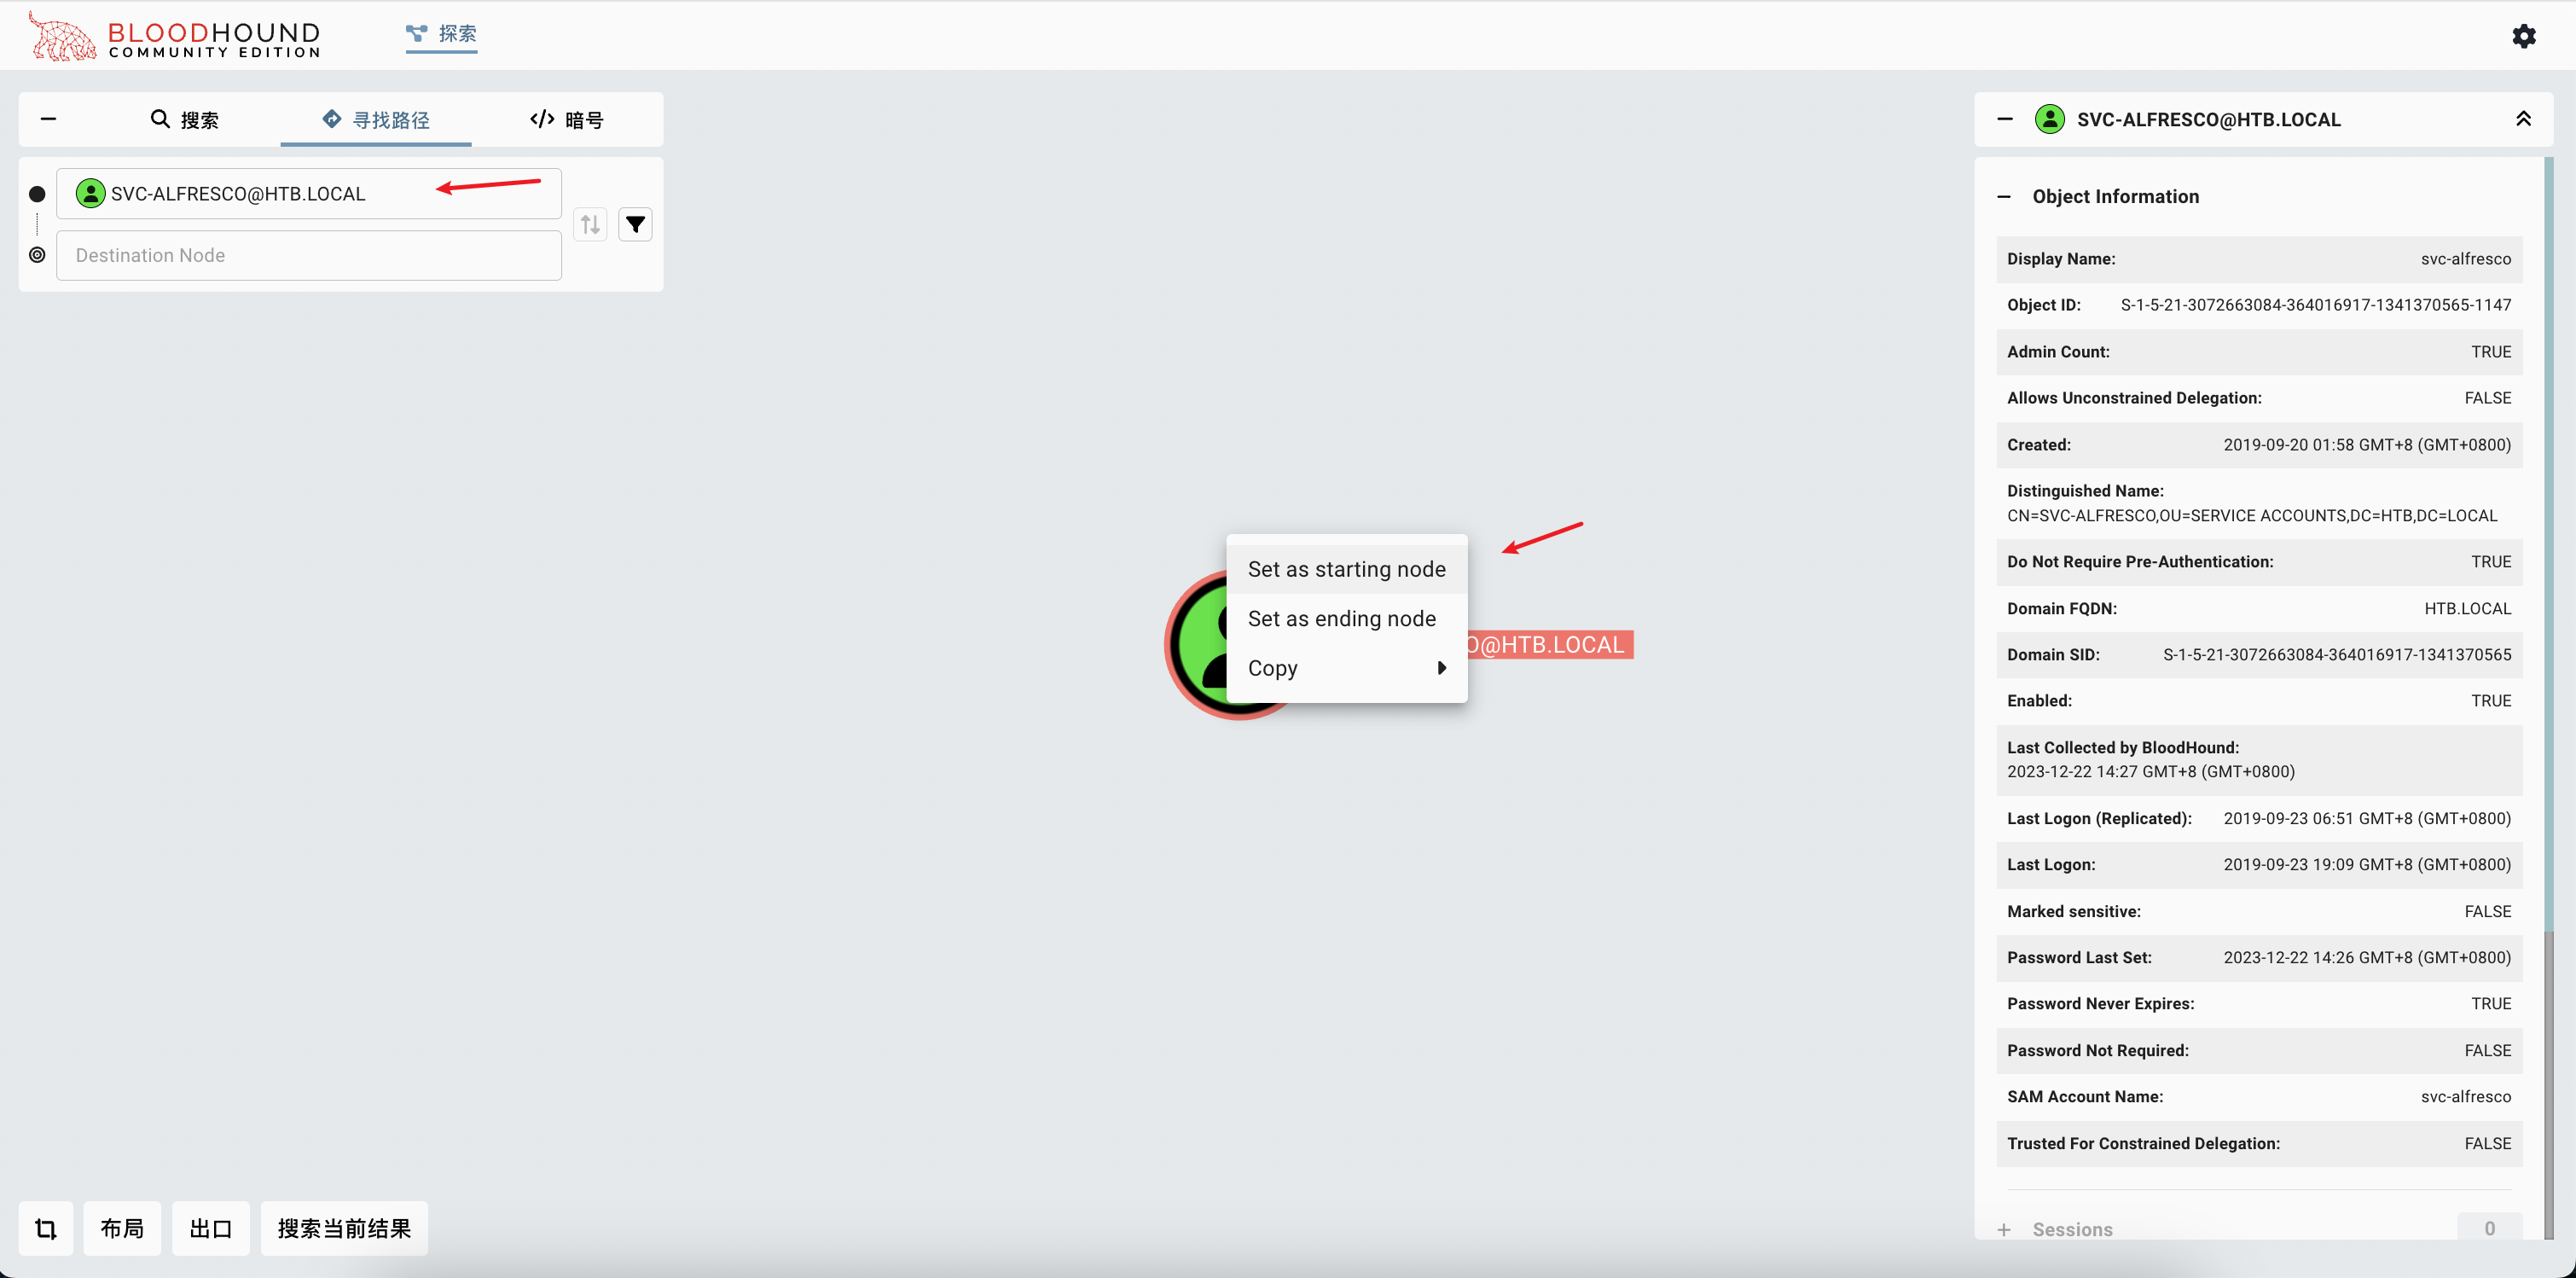 BLOODHOUND
COMMUNITY EDITION
探索
搜索
寻找路径
暗号
SVC-ALFRESCO@HTB.LOCAL
Destination Node
Set as starting node
Set as ending node
Copy
O@HTB.LOCAL
布局
出口
搜索当前结果
SVC-ALFRESCO@HTB.LOCAL
Object Information
Display Name: svc-alfresco
Object ID: S-1-5-21-3072663084-364016917-1341370565-1147
Admin Count: TRUE
Allows Unconstrained Delegation: FALSE
Created: 2019-09-20 01:58 GMT+8 (GMT+0800)
Distinguished Name:
CN=SVC-ALFRESCO,OU=SERVICE ACCOUNTS,DC=HTB,DC=LOCAL
Do Not Require Pre-Authentication: TRUE
Domain FQDN: HTB.LOCAL
Domain SID: S-1-5-21-3072663084-364016917-1341370565
Enabled: TRUE
Last Collected by BloodHound:
2023-12-22 14:27 GMT+8 (GMT+0800)
Last Logon (Replicated): 2019-09-23 06:51 GMT+8 (GMT+0800)
Last Logon: 2019-09-23 19:09 GMT+8 (GMT+0800)
Marked sensitive: FALSE
Password Last Set: 2023-12-22 14:26 GMT+8 (GMT+0800)
Password Never Expires: TRUE
Password Not Required: FALSE
SAM Account Name: svc-alfresco
Trusted For Constrained Delegation: FALSE
Sessions 0